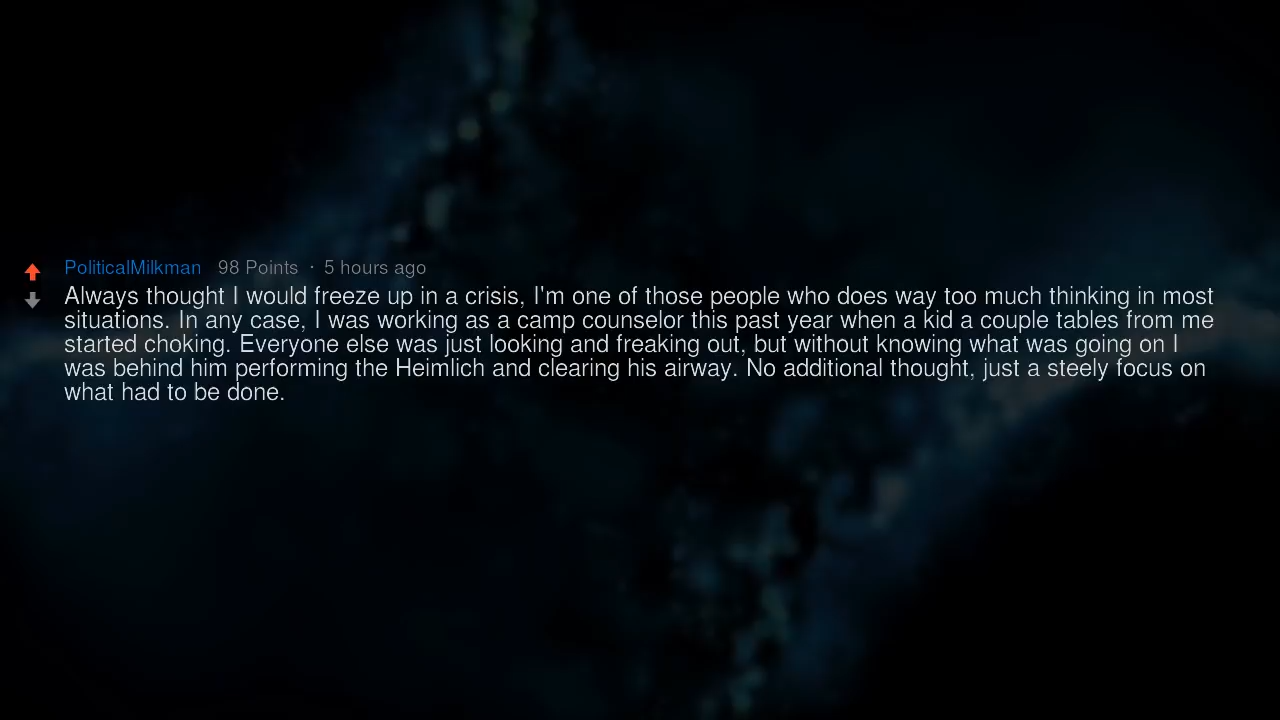 PoliticalMilkman 98 Points · 5 hours ago
Always thought I would freeze up in a crisis, I'm one of those people who does way too much thinking in most
situations. In any case, I was working as a camp counselor this past year when a kid a couple tables from me
started choking. Everyone else was just looking and freaking out, but without knowing what was going on I
was behind him performing the Heimlich and clearing his airway. No additional thought, just a steely focus on
what had to be done.